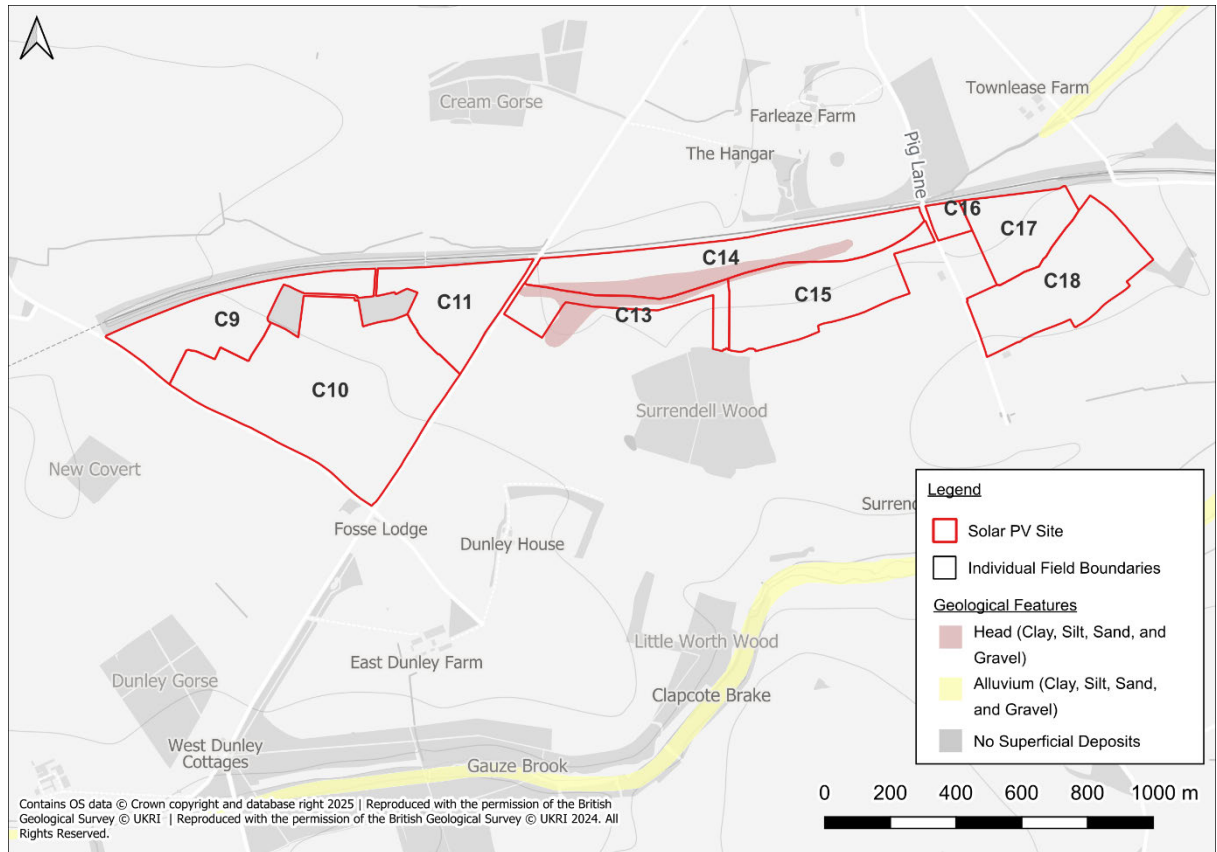 Cream Gorse
Townlease Farm
Farleaze Farm
The Hangar
Pig Lane
C16
C17
C14
C18
C15
C11
C9
C13
C10
Surrendell Wood
New Covert
Fosse Lodge
Dunley House
Surrend
Little Worth Wood
East Dunley Farm
Dunley Gorse
Clapcote Brake
West Dunley
Cottages
Gauze Brook
Legend
Solar PV Site
Individual Field Boundaries
Geological Features
Head (Clay, Silt, Sand, and
Gravel)
Alluvium (Clay, Silt, Sand,
and Gravel)
No Superficial Deposits
0 200 400 600 800 1000 m
Contains OS data © Crown copyright and database right 2025 | Reproduced with the permission of the British
Geological Survey © UKRI | Reproduced with the permission of the British Geological Survey © UKRI 2024. All
Rights Reserved.